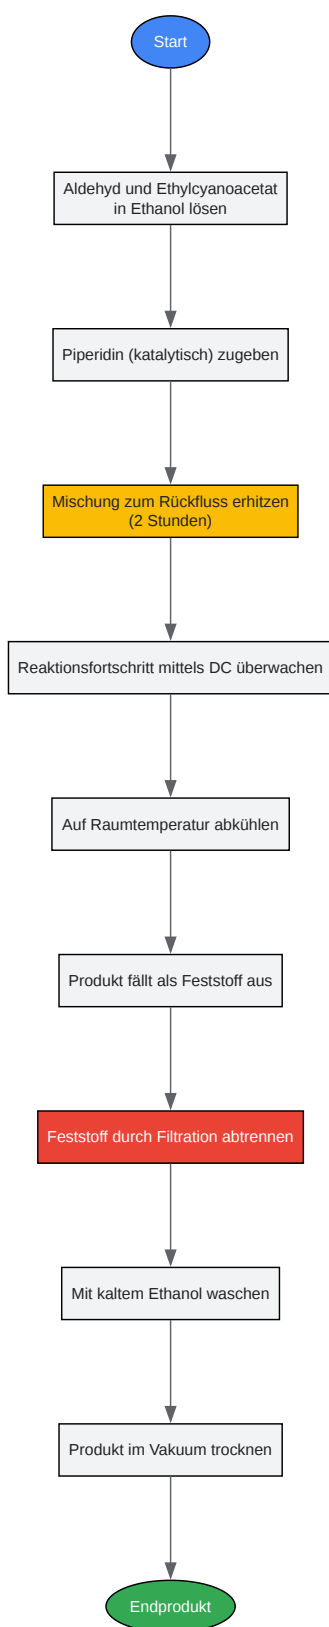 Start
Aldehyd und Ethylcyanoacetat
in Ethanol lösen
Piperidin (katalytisch) zugeben
Mischung zum Rückfluss erhitzen
(2 Stunden)
Reaktionsfortschritt mittels DC überwachen
Auf Raumtemperatur abkühlen
Produkt fällt als Feststoff aus
Feststoff durch Filtration abtrennen
Mit kaltem Ethanol waschen
Produkt im Vakuum trocknen
Endprodukt